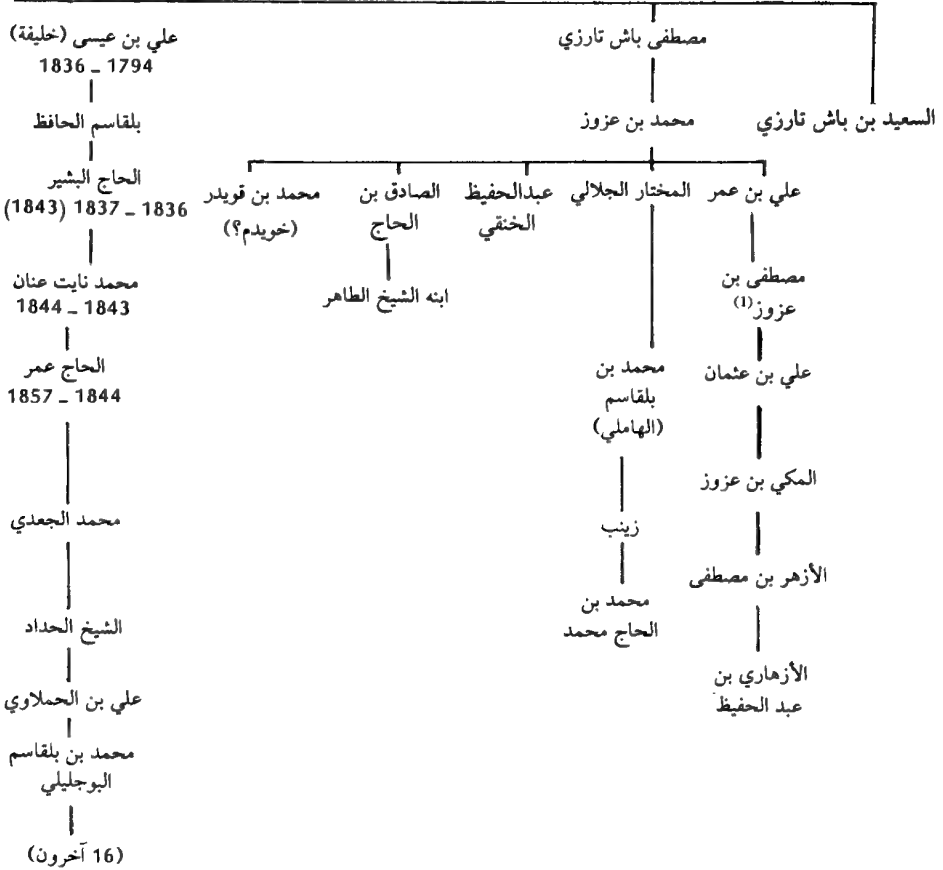 علي بن عيسى (خليفة)
1794 ــ 1836
بلقاسم الحافظ
الحاج البشير
1836 ــ 1837 (1843)
محمد نايت عنان
1843 ــ 1844
الحاج عمر
1844 ــ 1857
محمد الجعدي
الشيخ الحداد
علي بن الحملاوي
محمد بن بلقاسم
البوجليلي
(16 آخرون)
مصطفى باش تارزي
محمد بن عزوز
السعيد بن باش تارزي
علي بن عمر
مصطفى بن
عزوز(1)
علي بن عثمان
المكي بن عزوز
الأزهر بن مصطفى
الأزهاري بن
عبد الحفيظ
المختار الجلالي
محمد بن
بلقاسم
(الهاملي)
زينب
محمد بن
الحاج محمد
عبدالحفيظ
الخنقي
الصادق بن
الحاج
ابنه الشيخ الطاهر
محمد بن قويدر
(خويدم؟)